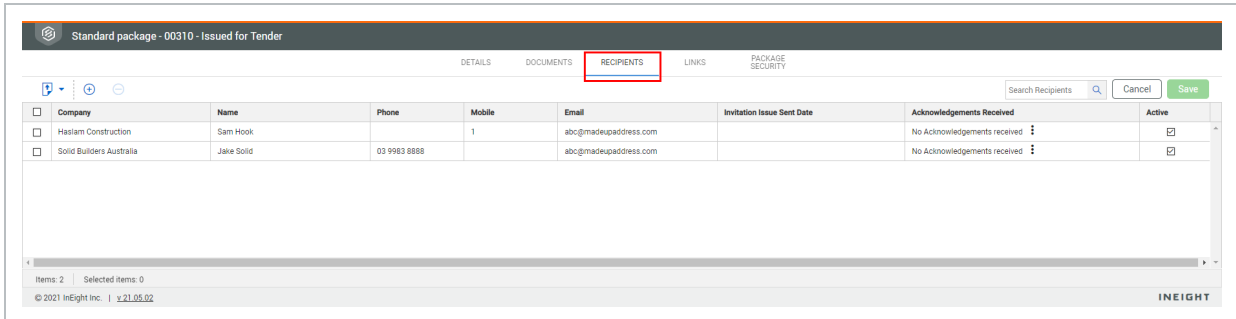 Standard package - 00310 - Issued for Tender
DETAILS DOCUMENTS RECIPIENTS LINKS PACKAGE SECURITY
Search Recipients Cancel Save
Company Name Phone Mobile Email Invitation Issue Sent Date Acknowledgements Received Active
Haslam Construction Sam Hook 1 abc@madeupaddress.com No Acknowledgements received
Solid Builders Australia Jake Solid 03 9983 8888 abc@madeupaddress.com No Acknowledgements received
Items: 2 Selected items: 0
© 2021 InEight Inc. | v 21.05.02 INEIGHT